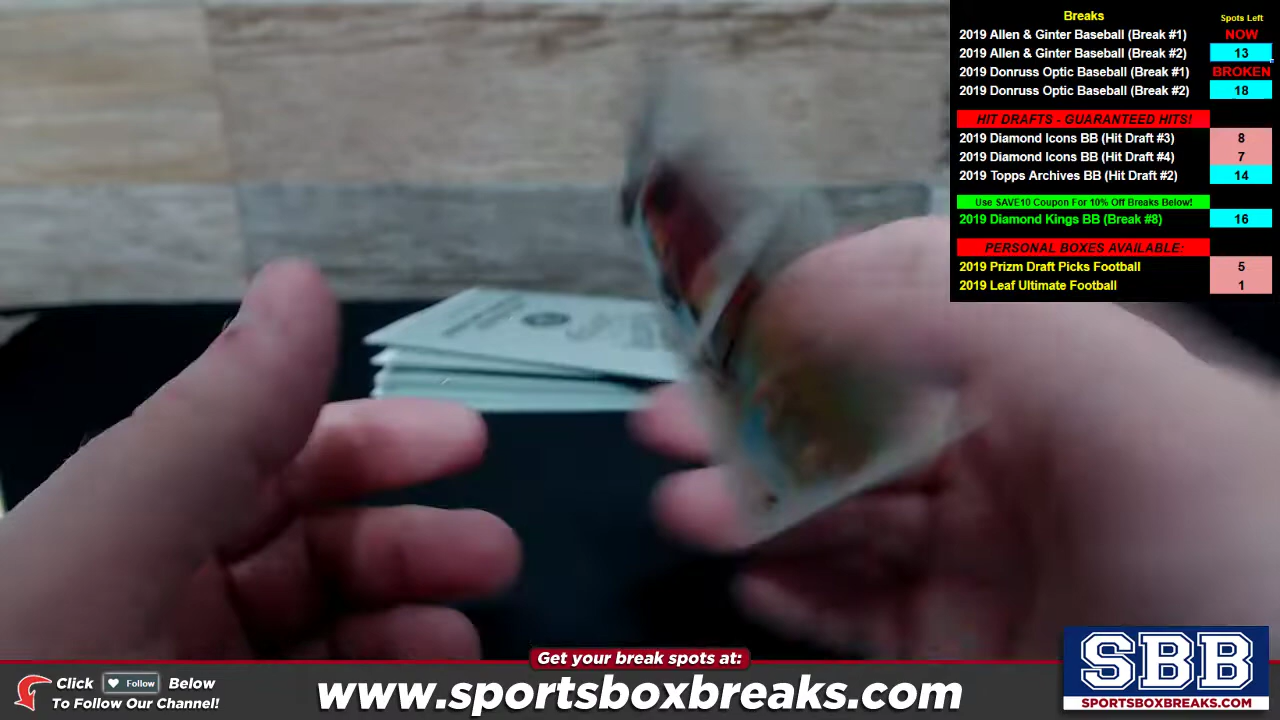 Breaks Spots Left
2019 Allen & Ginter Baseball (Break #1) NOW
2019 Allen & Ginter Baseball (Break #2) 13
2019 Donruss Optic Baseball (Break #1) BROKEN
2019 Donruss Optic Baseball (Break #2) 18
HIT DRAFTS - GUARANTEED HITS!
2019 Diamond Icons BB (Hit Draft #3) 8
2019 Diamond Icons BB (Hit Draft #4) 7
2019 Topps Archives BB (Hit Draft #2) 14
Use SAVE10 Coupon For 10% Off Breaks Below!
2019 Diamond Kings BB (Break #8) 16
PERSONAL BOXES AVAILABLE:
2019 Prizm Draft Picks Football 5
2019 Leaf Ultimate Football 1
Get your break spots at:
Click Follow Below
To Follow Our Channel!
www.sportsboxbreaks.com
SBB
SPORTSBOXBREAKS.COM